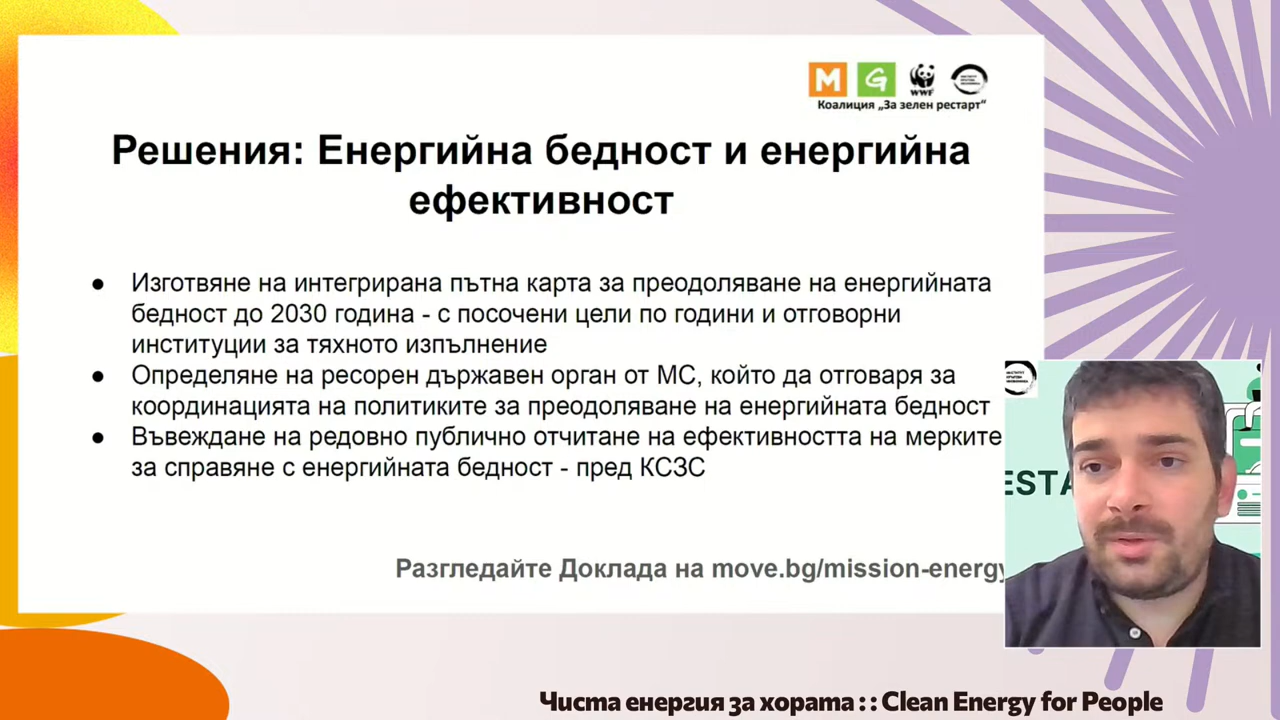 M G
WWF
Коалиция „За зелен рестарт“
Решения: Енергийна бедност и енергийна
ефективност
● Изготвяне на интегрирана пътна карта за преодоляване на енергийната
бедност до 2030 година - с посочени цели по години и отговорни
институции за тяхното изпълнение
● Определяне на ресорен държавен орган от МС, който да отговаря за
координацията на политиките за преодоляване на енергийната бедност
● Въвеждане на редовно публично отчитане на ефективността на мерките
за справяне с енергийната бедност - пред КСЗС
Разгледайте Доклада на move.bg/mission-energy
ESTA
Чиста енергия за хората :: Clean Energy for People